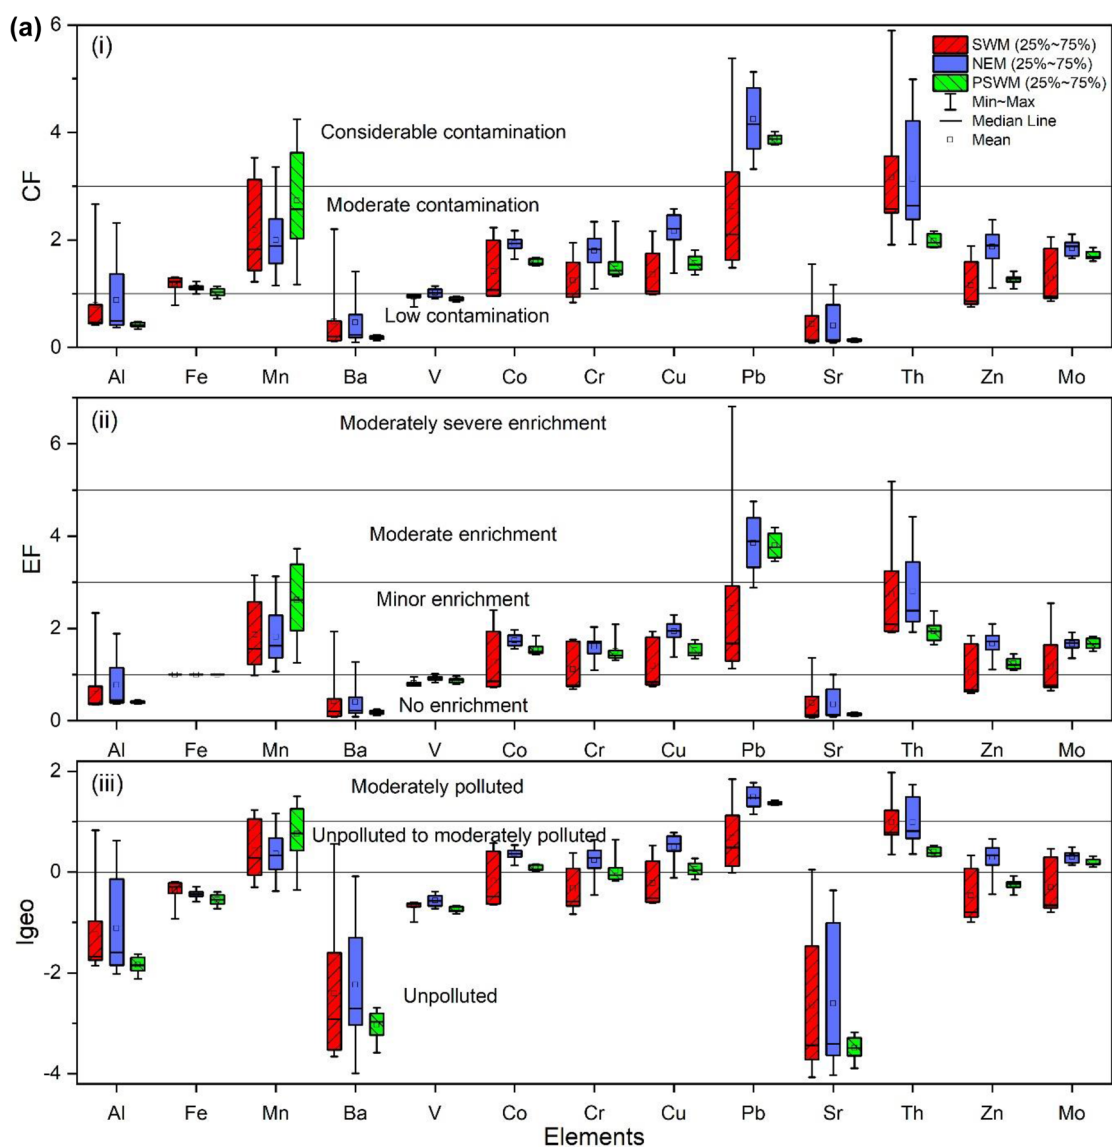 (a)
(i)
SWM (25%~75%)
NEM (25%~75%)
PSWM (25%~75%)
Min~Max
Median Line
Mean
Considerable contamination
Moderate contamination
Low contamination
CF
6
4
2
0
Al Fe Mn Ba V Co Cr Cu Pb Sr Th Zn Mo
(ii)
Moderately severe enrichment
Moderate enrichment
Minor enrichment
No enrichment
EF
6
4
2
0
Al Fe Mn Ba V Co Cr Cu Pb Sr Th Zn Mo
(iii)
Moderately polluted
Unpolluted to moderately polluted
Unpolluted
Igeo
2
0
-2
-4
Al Fe Mn Ba V Co Cr Cu Pb Sr Th Zn Mo
Elements